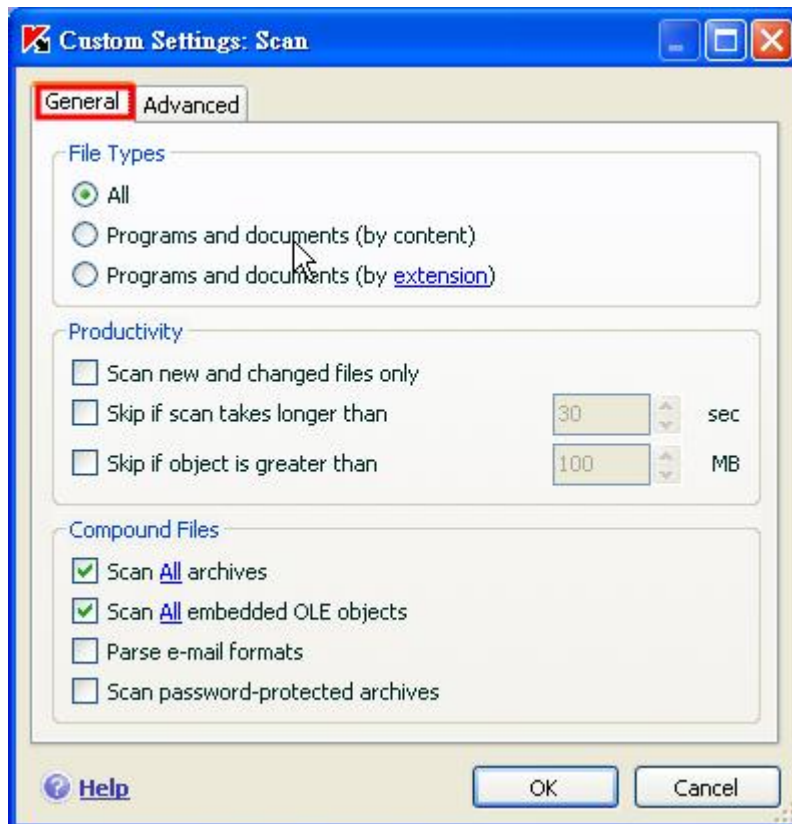 Custom Settings: Scan
General Advanced
File Types
All
Programs and documents (by content)
Programs and documents (by extension)
Productivity
Scan new and changed files only
Skip if scan takes longer than 30 sec
Skip if object is greater than 100 MB
Compound Files
Scan All archives
Scan All embedded OLE objects
Parse e-mail formats
Scan password-protected archives
Help OK Cancel